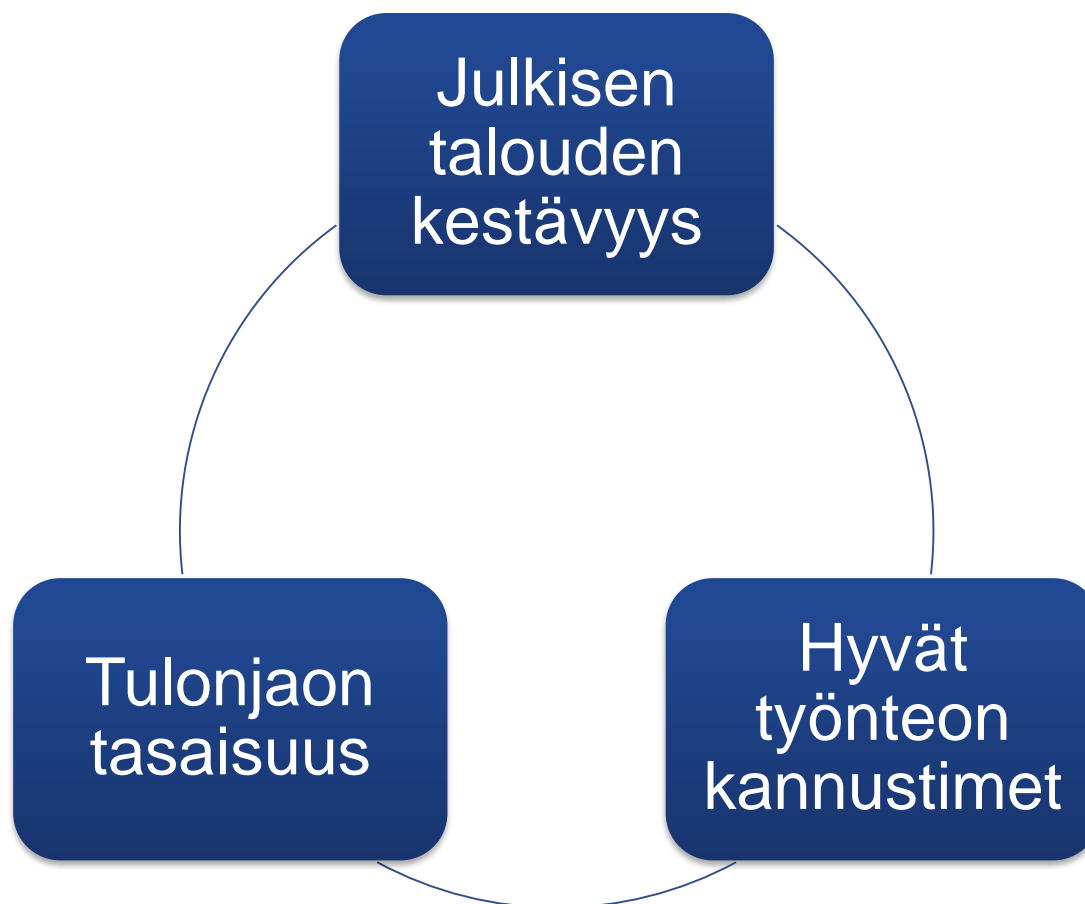 Julkisen
talouden
kestävyys
Tulonjaon
tasaisuus
Hyvät
työnteon
kannustimet